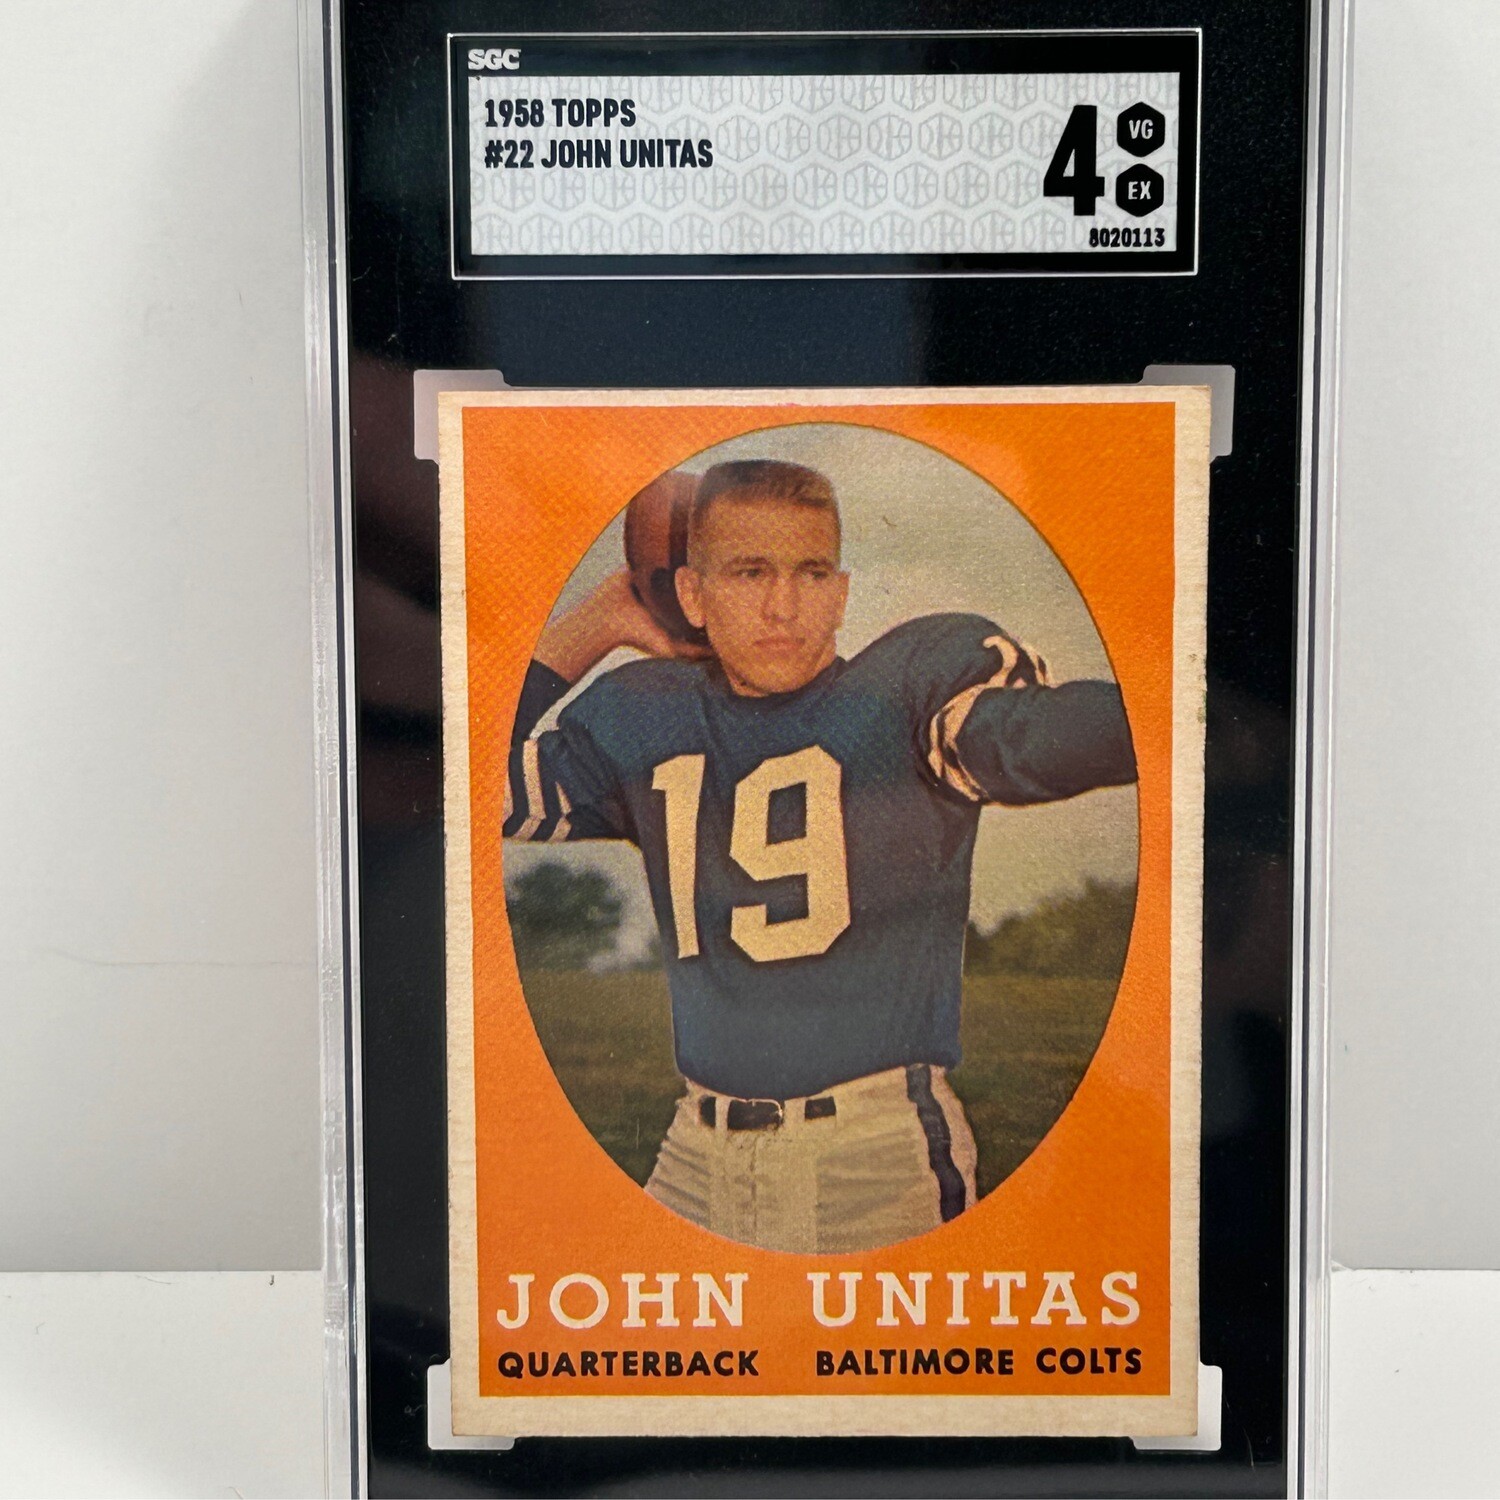 SGC
1958 TOPPS
#22 JOHN UNITAS
4
VG
EX
8020113
19
JOHN UNITAS
QUARTERBACK BALTIMORE COLTS